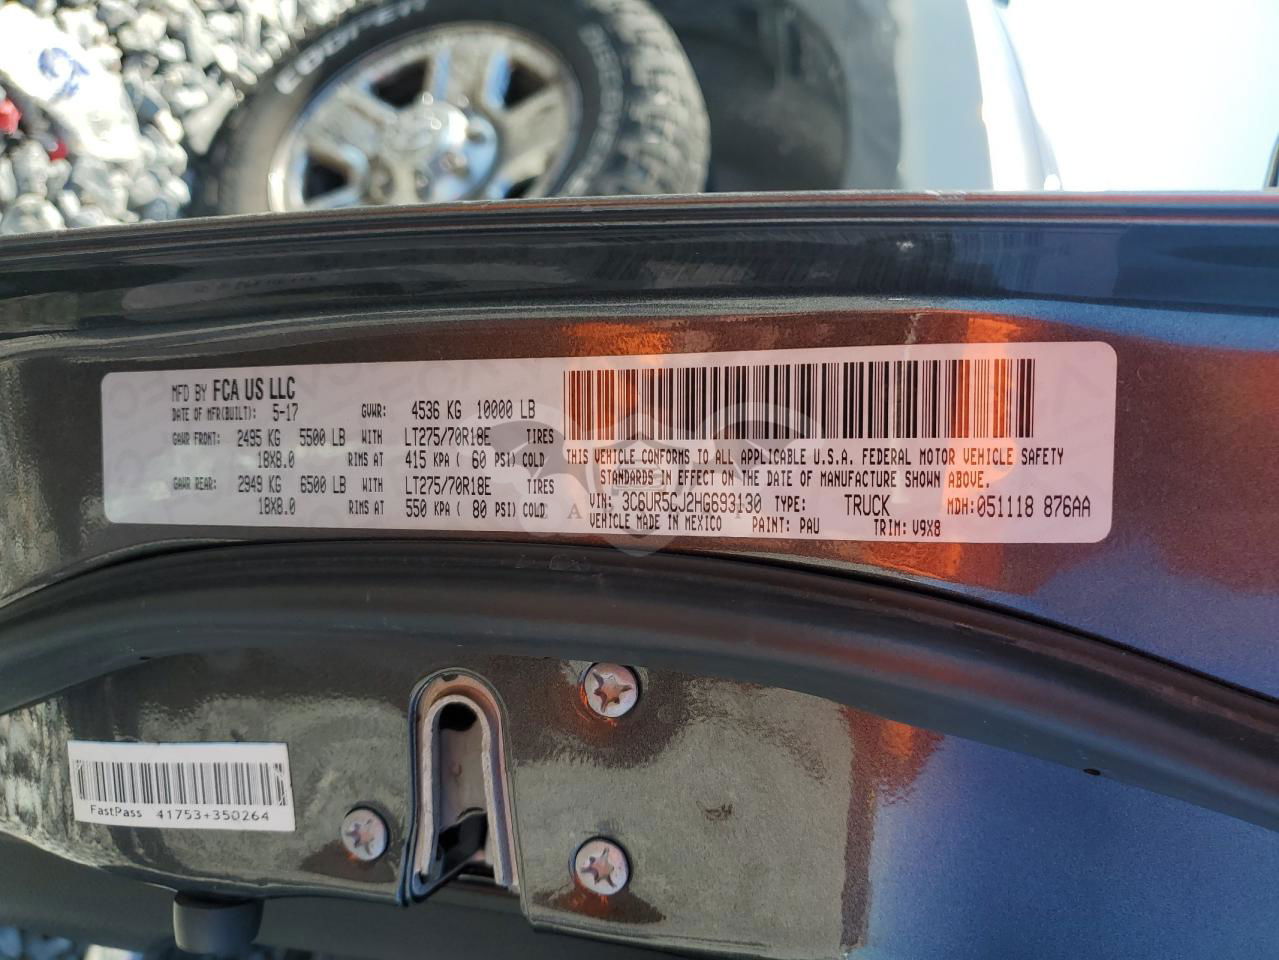 COOPER
MFD BY FCA US LLC
DATE OF MFR(BUILT): 5-17 GVWR: 4536 KG 10000 LB
GAWR FRONT: 2495 KG 5500 LB WITH LT275/70R18E TIRES
18X8.0 RIMS AT 415 KPA ( 60 PSI) COLD
GAWR REAR: 2949 KG 6500 LB WITH LT275/70R18E TIRES
18X8.0 RIMS AT 550 KPA ( 80 PSI) COLD
THIS VEHICLE CONFORMS TO ALL APPLICABLE U.S.A. FEDERAL MOTOR VEHICLE SAFETY
STANDARDS IN EFFECT ON THE DATE OF MANUFACTURE SHOWN ABOVE.
VIN: 3C6UR5CJ2HG693130 TYPE: TRUCK MDH: 051118 876AA
VEHICLE MADE IN MEXICO PAINT: PAU TRIM: V9X8
FastPass 41753+350264